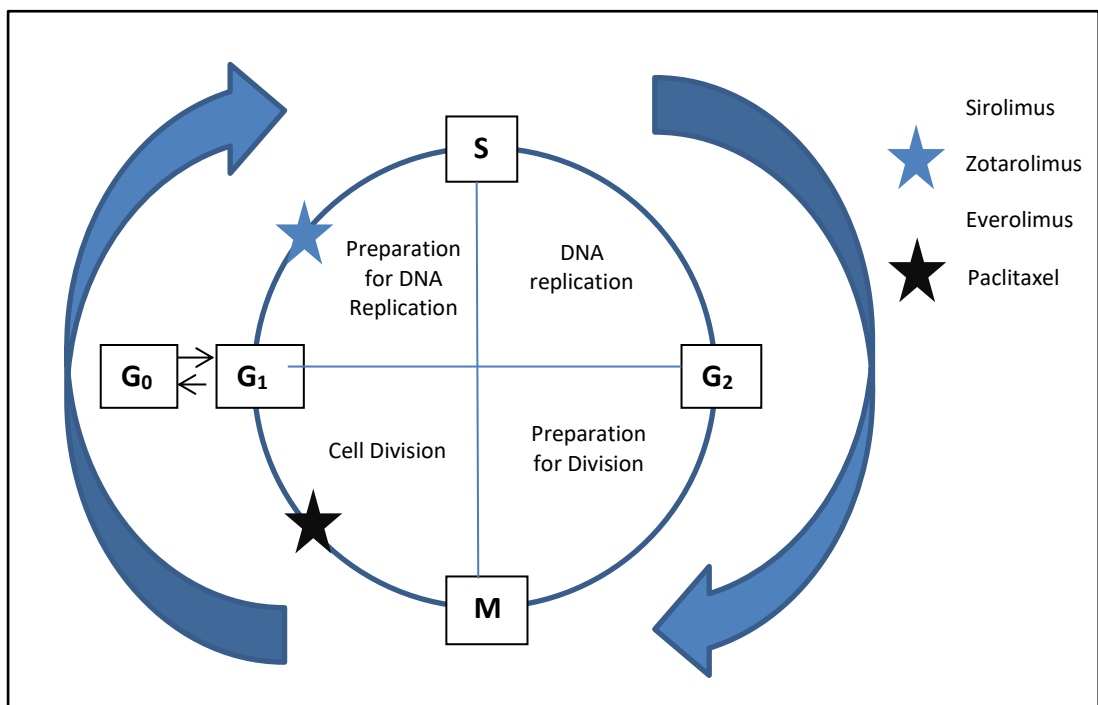 S
Sirolimus
Zotarolimus
Everolimus
Paclitaxel
Preparation
for DNA
Replication
DNA
replication
G₀
G₁
G₂
Cell Division
Preparation
for Division
M